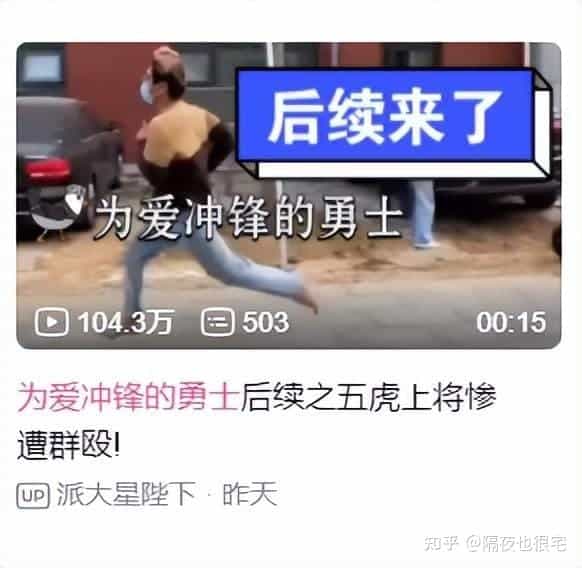 后续来了
为爱冲锋的勇士
104.3万 503 00:15
为爱冲锋的勇士后续之五虎上将惨
遭群殴!
UP 派大星陛下 · 昨天
知乎 @隔夜也很宅